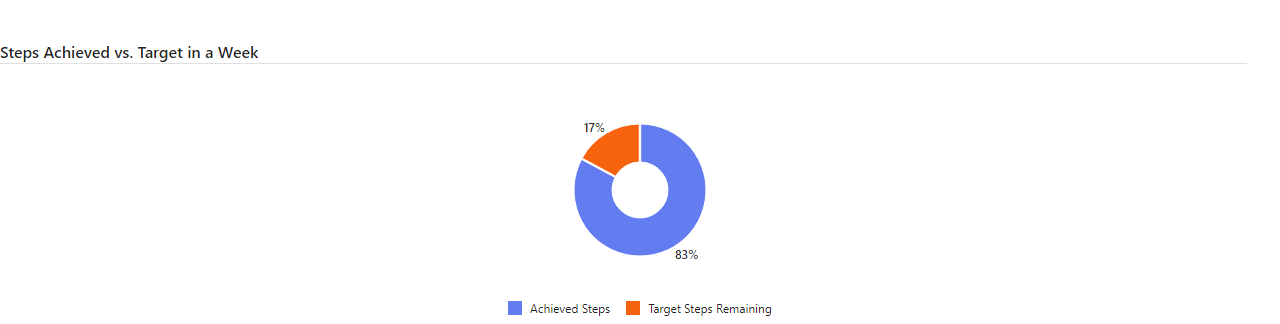 Steps Achieved vs. Target in a Week
17%
83%
Achieved Steps
Target Steps Remaining